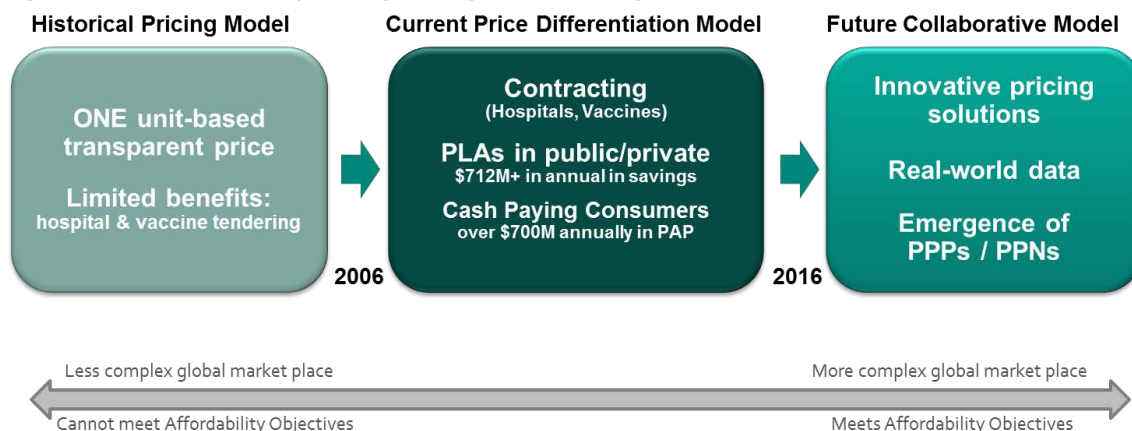 Historical Pricing Model
Current Price Differentiation Model
Future Collaborative Model
ONE unit-based
transparent price
Limited benefits:
hospital & vaccine tendering
2006
Contracting
(Hospitals, Vaccines)
PLAs in public/private
$712M+ in annual in savings
Cash Paying Consumers
over $700M annually in PAP
2016
Innovative pricing
solutions
Real-world data
Emergence of
PPPs / PPNs
Less complex global market place
More complex global market place
Cannot meet Affordability Objectives
Meets Affordability Objectives